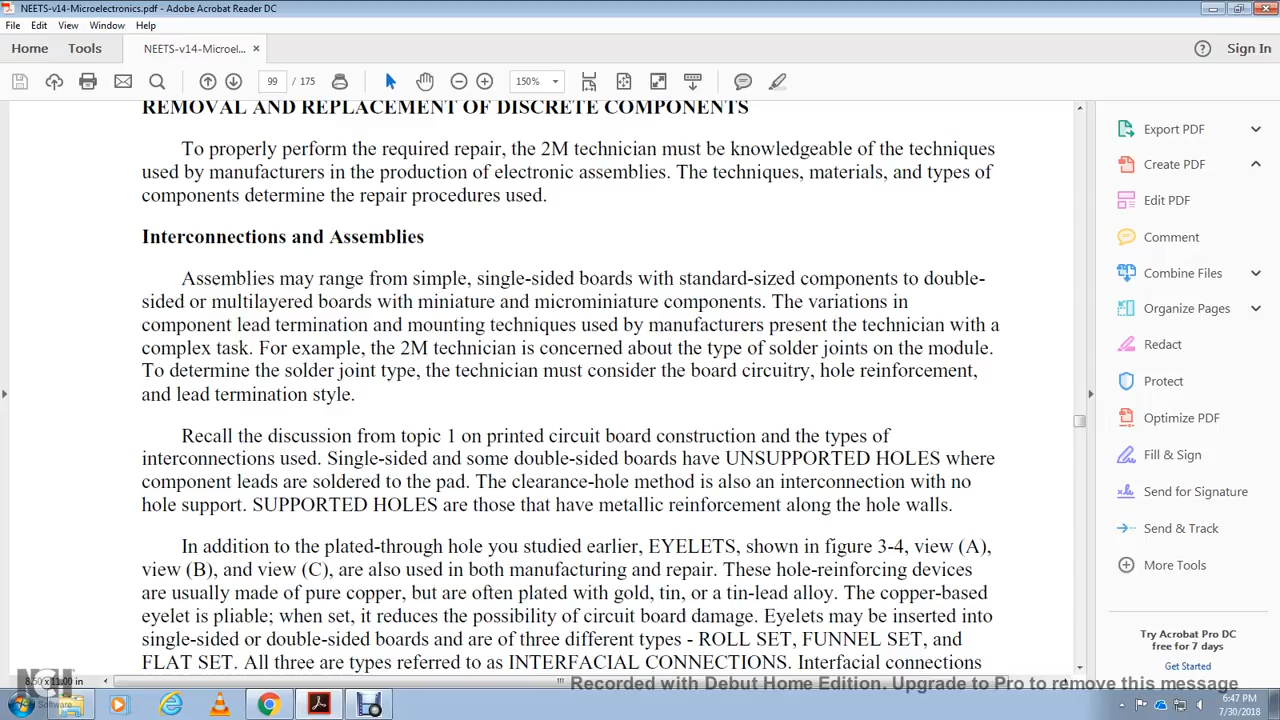 NEETS-v14-Microelectronics.pdf - Adobe Acrobat Reader DC
File Edit View Window Help
Home Tools NEETS-v14-Microel... × Sign In
99 / 175 150%
REMOVAL AND REPLACEMENT OF DISCRETE COMPONENTS
To properly perform the required repair, the 2M technician must be knowledgeable of the techniques
used by manufacturers in the production of electronic assemblies. The techniques, materials, and types of
components determine the repair procedures used.
Interconnections and Assemblies
Assemblies may range from simple, single-sided boards with standard-sized components to double-
sided or multilayered boards with miniature and microminiature components. The variations in
component lead termination and mounting techniques used by manufacturers present the technician with a
complex task. For example, the 2M technician is concerned about the type of solder joints on the module.
To determine the solder joint type, the technician must consider the board circuitry, hole reinforcement,
and lead termination style.
Recall the discussion from topic 1 on printed circuit board construction and the types of
interconnections used. Single-sided and some double-sided boards have UNSUPPORTED HOLES where
component leads are soldered to the pad. The clearance-hole method is also an interconnection with no
hole support. SUPPORTED HOLES are those that have metallic reinforcement along the hole walls.
In addition to the plated-through hole you studied earlier, EYELETS, shown in figure 3-4, view (A),
view (B), and view (C), are also used in both manufacturing and repair. These hole-reinforcing devices
are usually made of pure copper, but are often plated with gold, tin, or a tin-lead alloy. The copper-based
eyelet is pliable; when set, it reduces the possibility of circuit board damage. Eyelets may be inserted into
single-sided or double-sided boards and are of three different types - ROLL SET, FUNNEL SET, and
FLAT SET. All three are types referred to as INTERFACIAL CONNECTIONS. Interfacial connections
8.50 x 11.00 in
Export PDF
Create PDF
Edit PDF
Comment
Combine Files
Organize Pages
Redact
Protect
Optimize PDF
Fill & Sign
Send for Signature
Send & Track
More Tools
Try Acrobat Pro DC
free for 7 days
Get Started
Recorded with Debut Home Edition. Upgrade to Pro to remove this message
NCH Software
6:47 PM
7/30/2018